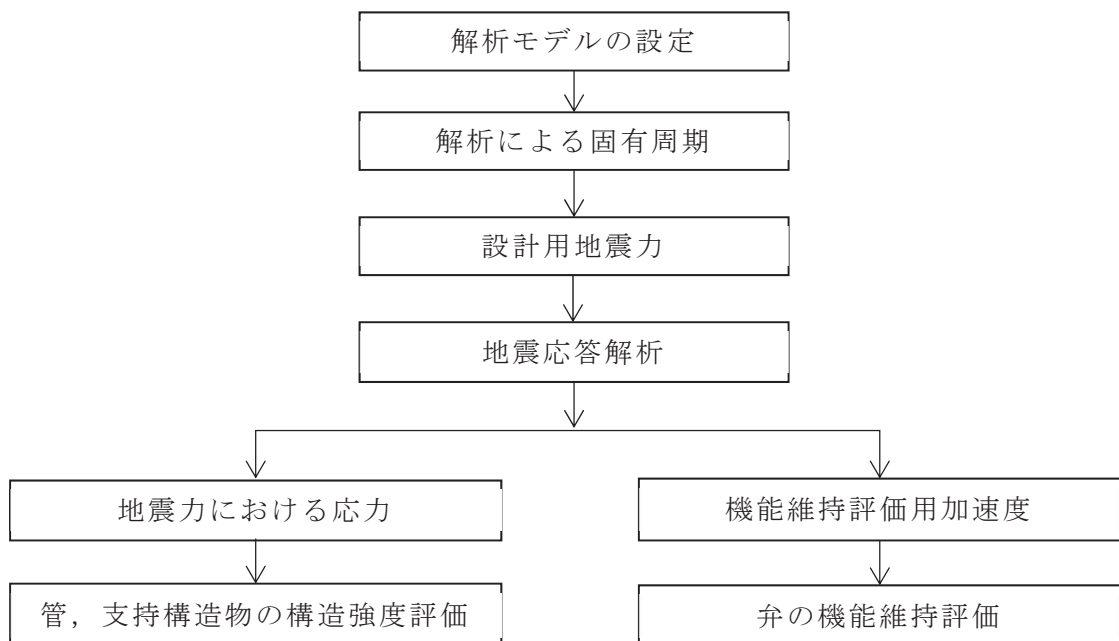 解析モデルの設定
解析による固有周期
設計用地震力
地震応答解析
地震力における応力
機能維持評価用加速度
管，支持構造物の構造強度評価
弁の機能維持評価